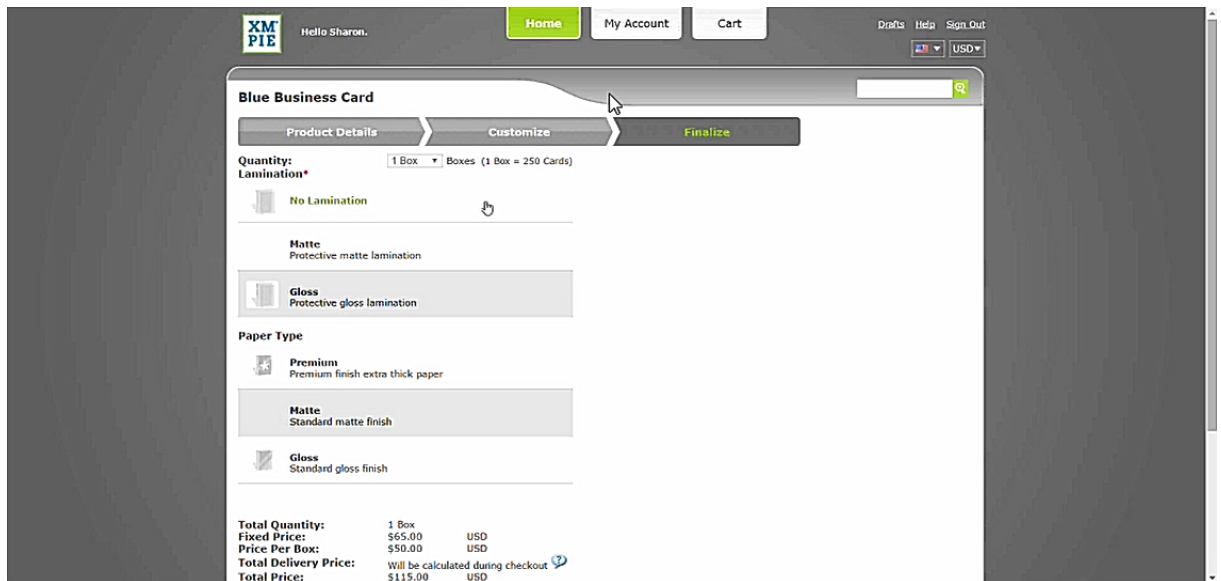 XM
PIE
Hello Sharon.
Home
My Account
Cart
Drafts Help Sign Out
USD
Blue Business Card
Product Details
Customize
Finalize
Quantity: 1 Box Boxes (1 Box = 250 Cards)
Lamination*
No Lamination
Matte
Protective matte lamination
Gloss
Protective gloss lamination
Paper Type
Premium
Premium finish extra thick paper
Matte
Standard matte finish
Gloss
Standard gloss finish
Total Quantity: 1 Box
Fixed Price: $65.00 USD
Price Per Box: $50.00 USD
Total Delivery Price: Will be calculated during checkout ?
Total Price: $115.00 USD